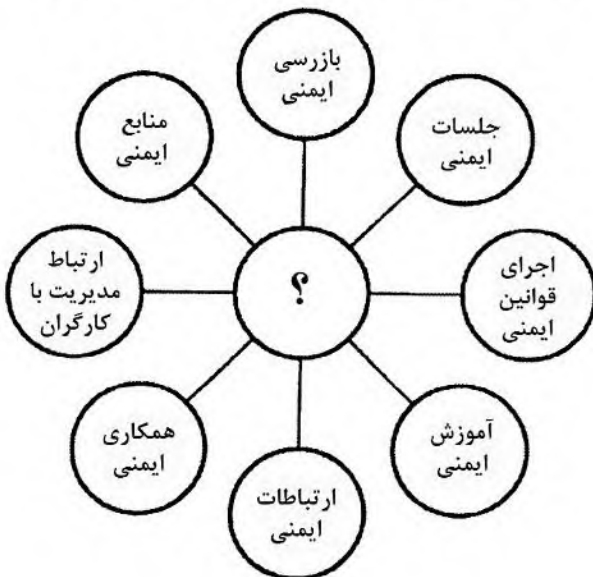 بازرسی
ایمنی
جلسات
ایمنی
منابع
ایمنی
اجرای
قوانین
ایمنی
؟
ارتباط
مدیریت با
کارگران
آموزش
ایمنی
همکاری
ایمنی
ارتباطات
ایمنی